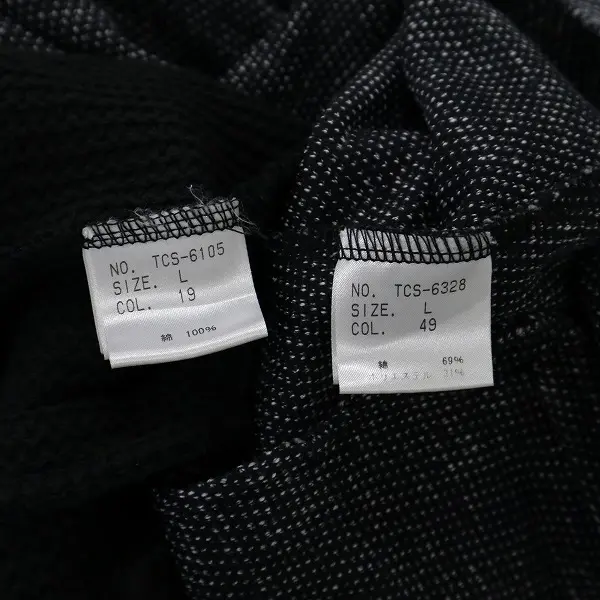 NO. TCS-6105
SIZE. L
COL. 19
綿 100%
NO. TCS-6328
SIZE. L
COL. 49
綿 69%
ポリエステル 31%